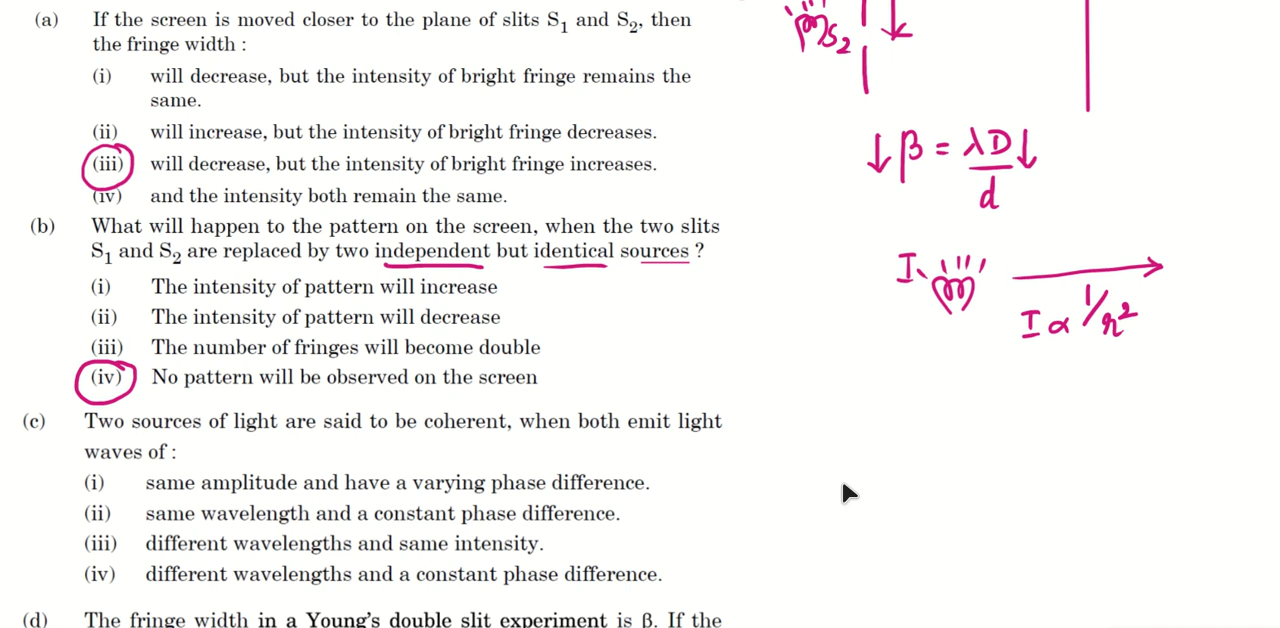 (a) If the screen is moved closer to the plane of slits S₁ and S₂, then
the fringe width :
(i) will decrease, but the intensity of bright fringe remains the
same.
(ii) will increase, but the intensity of bright fringe decreases.
(iii) will decrease, but the intensity of bright fringe increases.
(iv) and the intensity both remain the same.
(b) What will happen to the pattern on the screen, when the two slits
S₁ and S₂ are replaced by two independent but identical sources ?
(i) The intensity of pattern will increase
(ii) The intensity of pattern will decrease
(iii) The number of fringes will become double
(iv) No pattern will be observed on the screen
(c) Two sources of light are said to be coherent, when both emit light
waves of :
(i) same amplitude and have a varying phase difference.
(ii) same wavelength and a constant phase difference.
(iii) different wavelengths and same intensity.
(iv) different wavelengths and a constant phase difference.
(d) The fringe width in a Young's double slit experiment is β. If the
S₂
↓ β = λD↓
d
I
I ∝ 1/r²